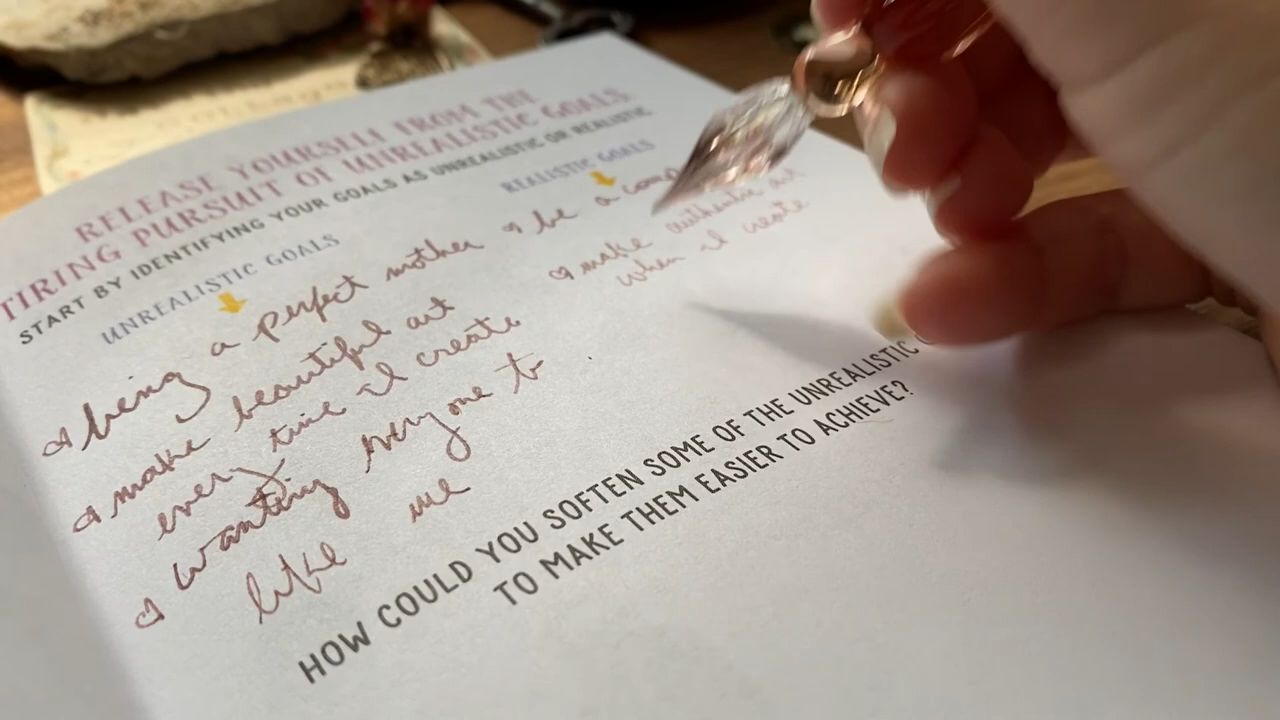 RELEASE YOURSELF FROM THE
TIRING PURSUIT OF UNREALISTIC GOALS.
START BY IDENTIFYING YOUR GOALS AS UNREALISTIC OR REALISTIC
UNREALISTIC GOALS
being a perfect mother
make beautiful art
every time I create
wanting everyone to
like me
REALISTIC GOALS
be a
make authentic art
when I create
HOW COULD YOU SOFTEN SOME OF THE UNREALISTIC
TO MAKE THEM EASIER TO ACHIEVE?